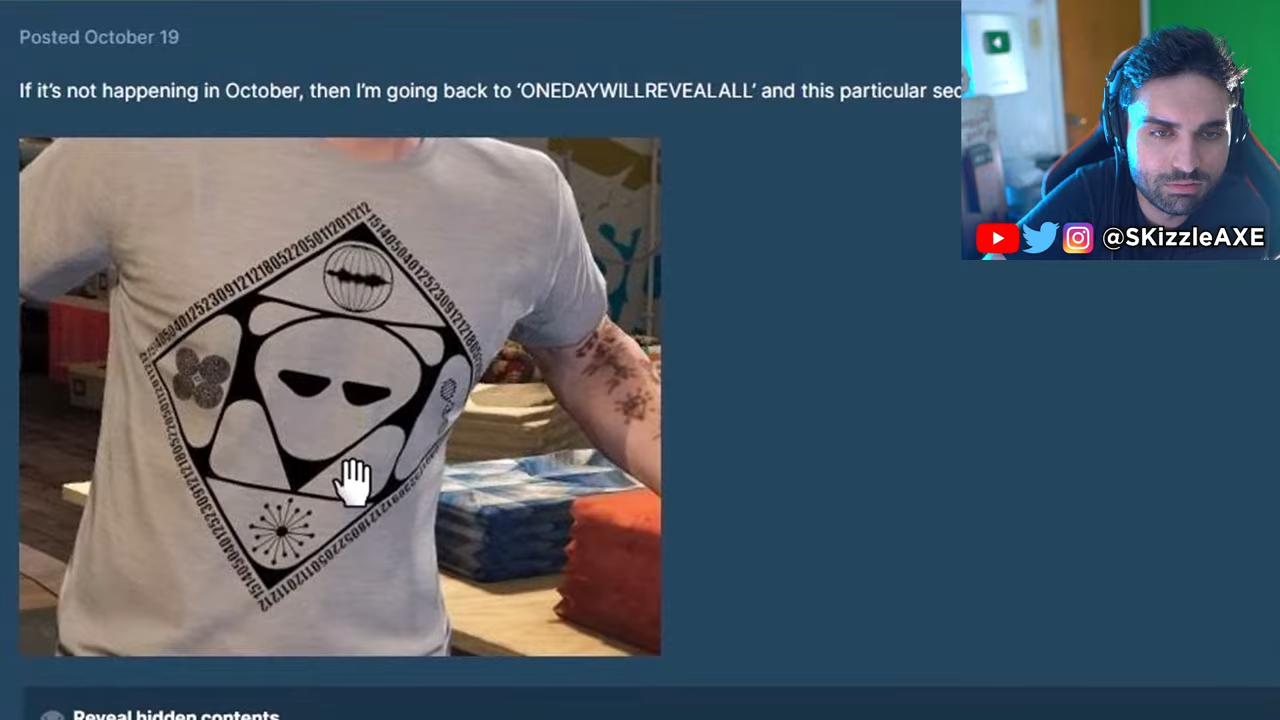 Posted October 19
If it's not happening in October, then I'm going back to 'ONEDAYWILLREVEALALL' and this particular sec
@SKizzleAXE
15140504012523091212180522050112011212
Reveal hidden contents